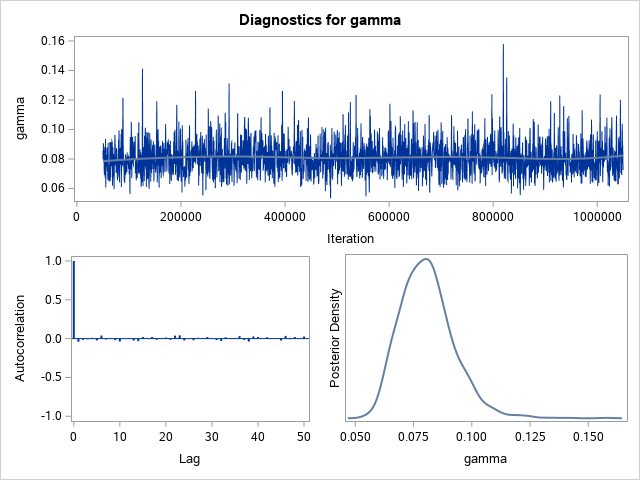 Diagnostics for gamma
0.16
0.14
0.12
0.10
0.08
0.06
gamma
0 200000 400000 600000 800000 1000000
Iteration
1.0
0.5
0.0
-0.5
-1.0
Autocorrelation
0 10 20 30 40 50
Lag
Posterior Density
0.050 0.075 0.100 0.125 0.150
gamma